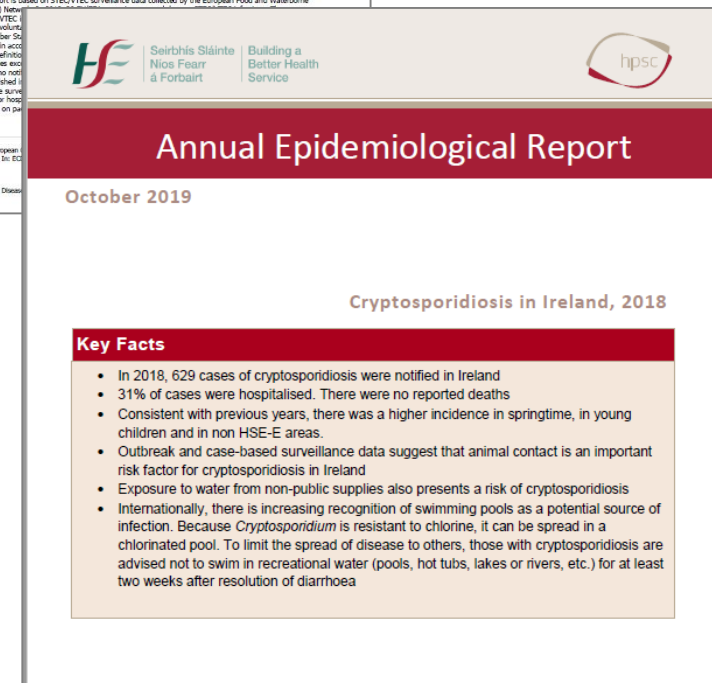 Seirbhís Sláinte
Níos Fearr
á Forbairt
Building a
Better Health
Service
hpsc
Annual Epidemiological Report
October 2019
Cryptosporidiosis in Ireland, 2018
Key Facts
• In 2018, 629 cases of cryptosporidiosis were notified in Ireland
• 31% of cases were hospitalised. There were no reported deaths
• Consistent with previous years, there was a higher incidence in springtime, in young
children and in non HSE-E areas.
• Outbreak and case-based surveillance data suggest that animal contact is an important
risk factor for cryptosporidiosis in Ireland
• Exposure to water from non-public supplies also presents a risk of cryptosporidiosis
• Internationally, there is increasing recognition of swimming pools as a potential source of
infection. Because Cryptosporidium is resistant to chlorine, it can be spread in a
chlorinated pool. To limit the spread of disease to others, those with cryptosporidiosis are
advised not to swim in recreational water (pools, hot tubs, lakes or rivers, etc.) for at least
two weeks after resolution of diarrhoea